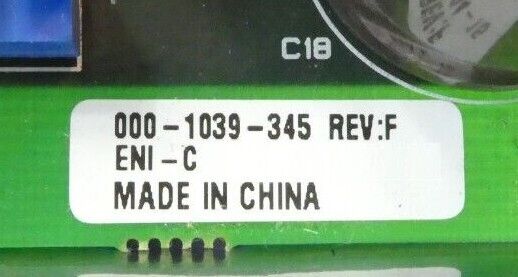 C18
000-1039-345 REV:F
ENI-C
MADE IN CHINA